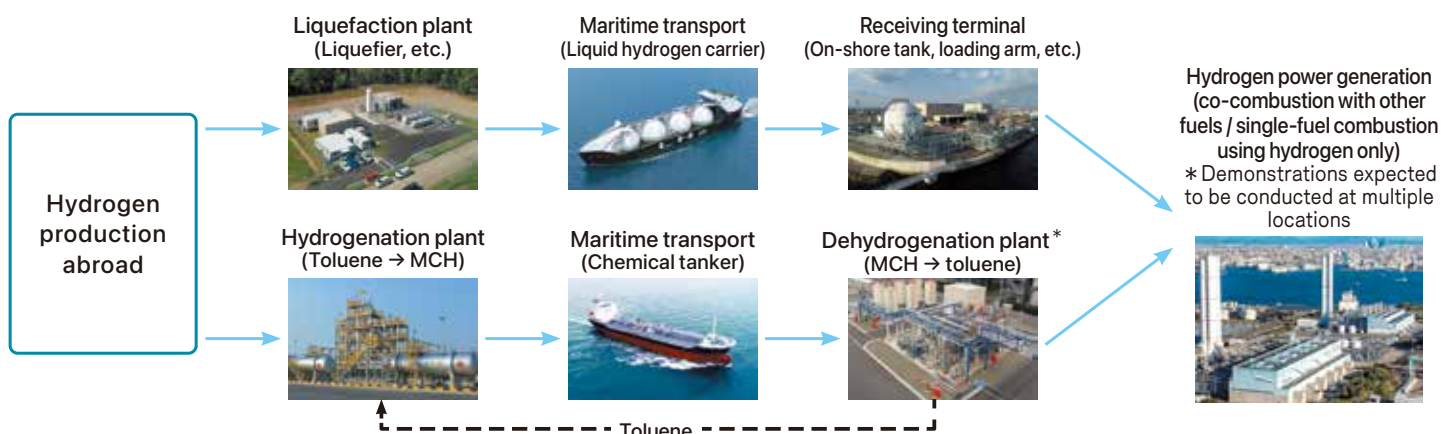 Liquefaction plant
(Liquefier, etc.)
Maritime transport
(Liquid hydrogen carrier)
Receiving terminal
(On-shore tank, loading arm, etc.)
Hydrogen power generation
(co-combustion with other
fuels / single-fuel combustion
using hydrogen only)
* Demonstrations expected
to be conducted at multiple
locations
Hydrogen
production
abroad
Hydrogenation plant
(Toluene → MCH)
Maritime transport
(Chemical tanker)
Dehydrogenation plant*
(MCH → toluene)
Toluene